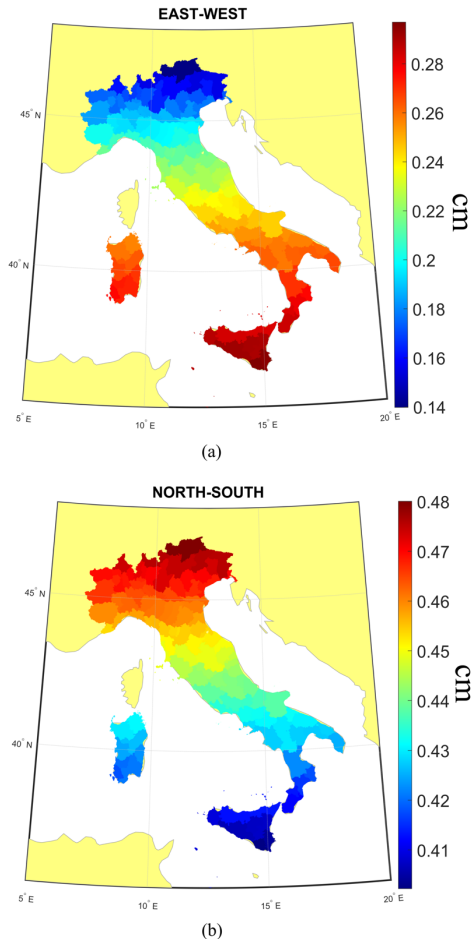 EAST-WEST
45° N
40° N
5° E
10° E
15° E
20° E
0.28
0.26
0.24
0.22
0.2
0.18
0.16
0.14
cm
(a)
NORTH-SOUTH
45° N
40° N
5° E
10° E
15° E
20° E
0.48
0.47
0.46
0.45
0.44
0.43
0.42
0.41
cm
(b)